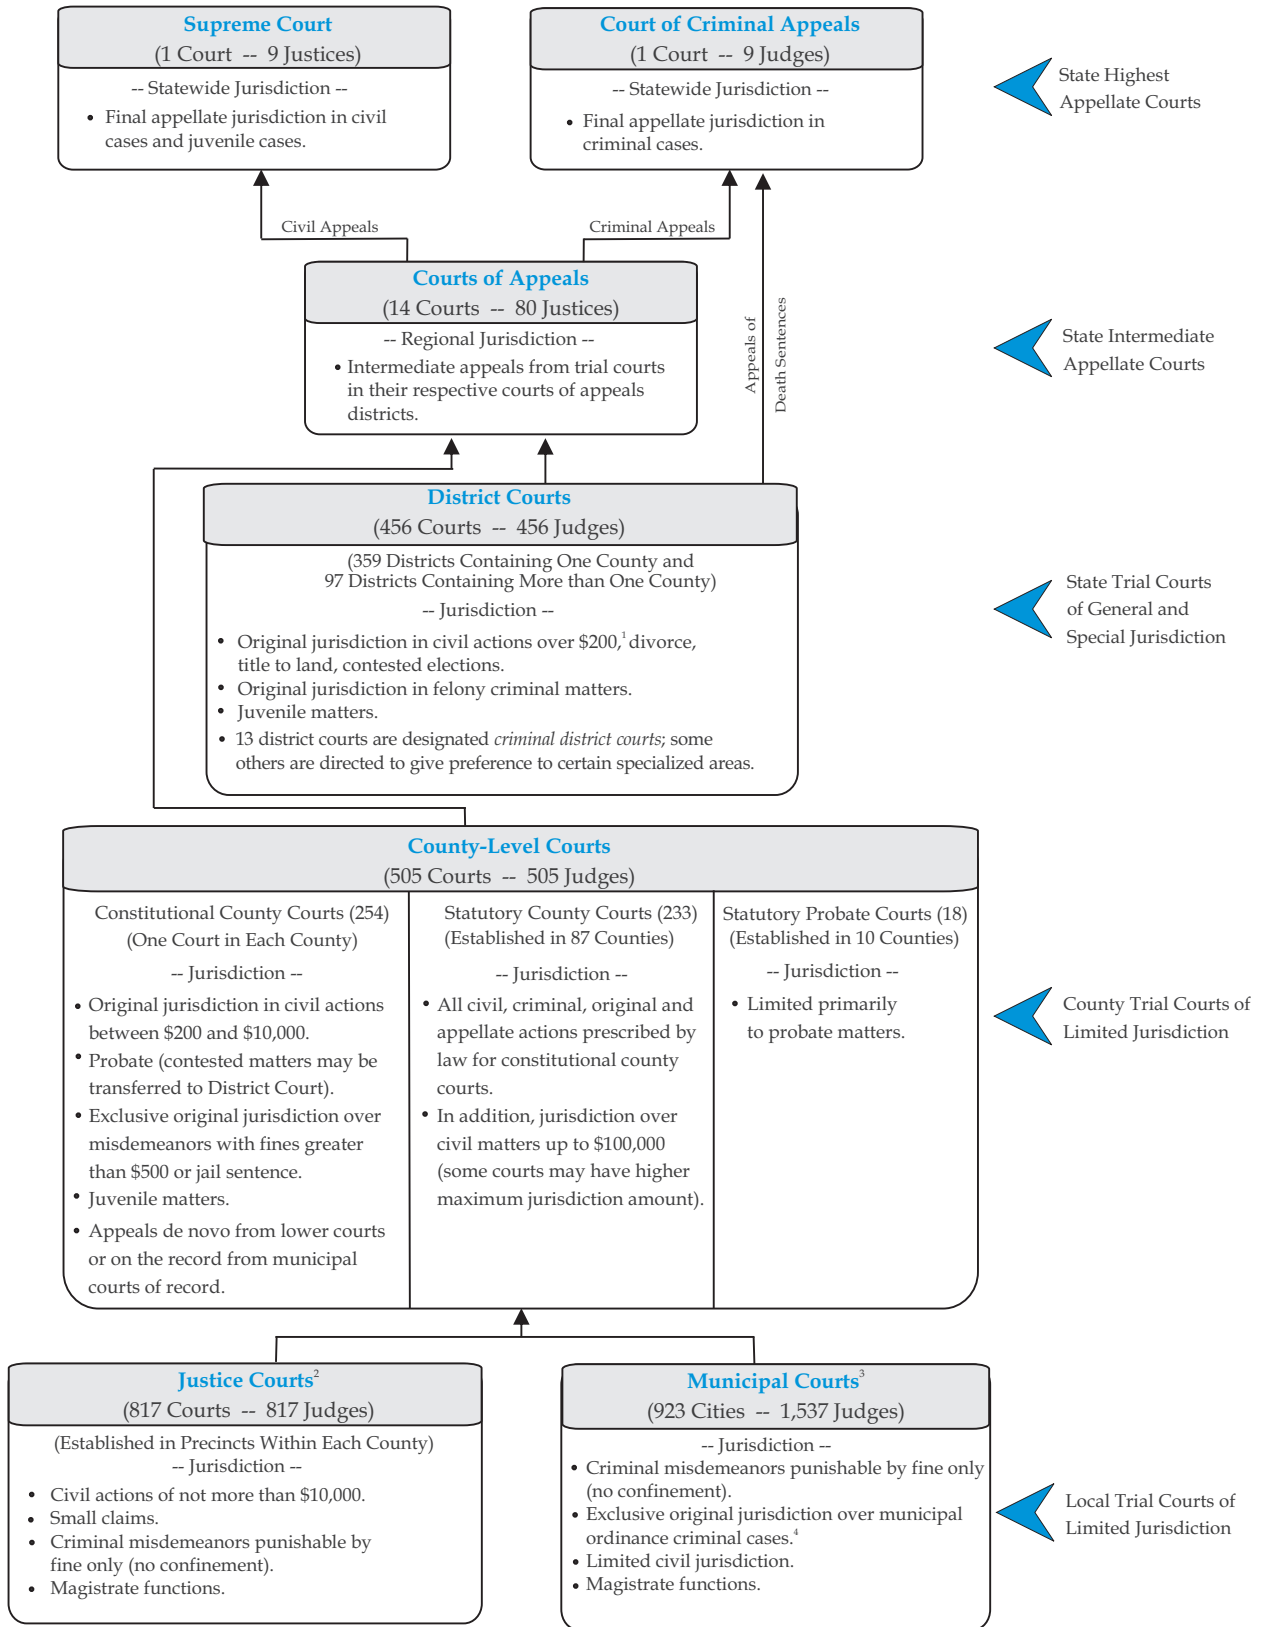 Supreme Court
(1 Court -- 9 Justices)
-- Statewide Jurisdiction --
• Final appellate jurisdiction in civil
cases and juvenile cases.
Court of Criminal Appeals
(1 Court -- 9 Judges)
-- Statewide Jurisdiction --
• Final appellate jurisdiction in
criminal cases.
State Highest
Appellate Courts
Civil Appeals
Criminal Appeals
Appeals of
Death Sentences
Courts of Appeals
(14 Courts -- 80 Justices)
-- Regional Jurisdiction --
• Intermediate appeals from trial courts
in their respective courts of appeals
districts.
State Intermediate
Appellate Courts
District Courts
(456 Courts -- 456 Judges)
(359 Districts Containing One County and
97 Districts Containing More than One County)
-- Jurisdiction --
• Original jurisdiction in civil actions over $200,¹ divorce,
title to land, contested elections.
• Original jurisdiction in felony criminal matters.
• Juvenile matters.
• 13 district courts are designated criminal district courts; some
others are directed to give preference to certain specialized areas.
State Trial Courts
of General and
Special Jurisdiction
County-Level Courts
(505 Courts -- 505 Judges)
Constitutional County Courts (254)
(One Court in Each County)
-- Jurisdiction --
• Original jurisdiction in civil actions
between $200 and $10,000.
• Probate (contested matters may be
transferred to District Court).
• Exclusive original jurisdiction over
misdemeanors with fines greater
than $500 or jail sentence.
• Juvenile matters.
• Appeals de novo from lower courts
or on the record from municipal
courts of record.
Statutory County Courts (233)
(Established in 87 Counties)
-- Jurisdiction --
• All civil, criminal, original and
appellate actions prescribed by
law for constitutional county
courts.
• In addition, jurisdiction over
civil matters up to $100,000
(some courts may have higher
maximum jurisdiction amount).
Statutory Probate Courts (18)
(Established in 10 Counties)
-- Jurisdiction --
• Limited primarily
to probate matters.
County Trial Courts of
Limited Jurisdiction
Justice Courts²
(817 Courts -- 817 Judges)
(Established in Precincts Within Each County)
-- Jurisdiction --
• Civil actions of not more than $10,000.
• Small claims.
• Criminal misdemeanors punishable by
fine only (no confinement).
• Magistrate functions.
Municipal Courts³
(923 Cities -- 1,537 Judges)
-- Jurisdiction --
• Criminal misdemeanors punishable by fine only
(no confinement).
• Exclusive original jurisdiction over municipal
ordinance criminal cases.⁴
• Limited civil jurisdiction.
• Magistrate functions.
Local Trial Courts of
Limited Jurisdiction